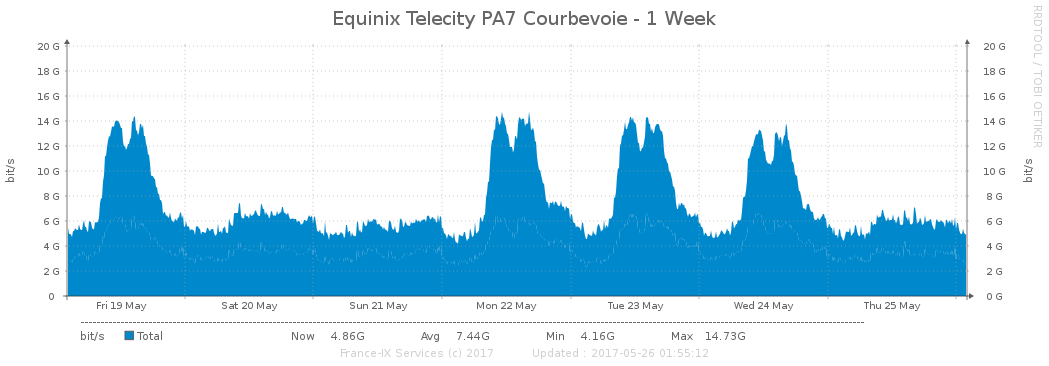 Equinix Telecity PA7 Courbevoie - 1 Week
RRDTOOL / TOBI OETIKER
20 G 20 G
18 G 18 G
16 G 16 G
14 G 14 G
12 G 12 G
10 G 10 G
8 G 8 G
6 G 6 G
4 G 4 G
2 G 2 G
0 0 G
bit/s bit/s
Fri 19 May Sat 20 May Sun 21 May Mon 22 May Tue 23 May Wed 24 May Thu 25 May
bit/s Total Now 4.86G Avg 7.44G Min 4.16G Max 14.73G
France-IX Services (c) 2017 Updated : 2017-05-26 01:55:12